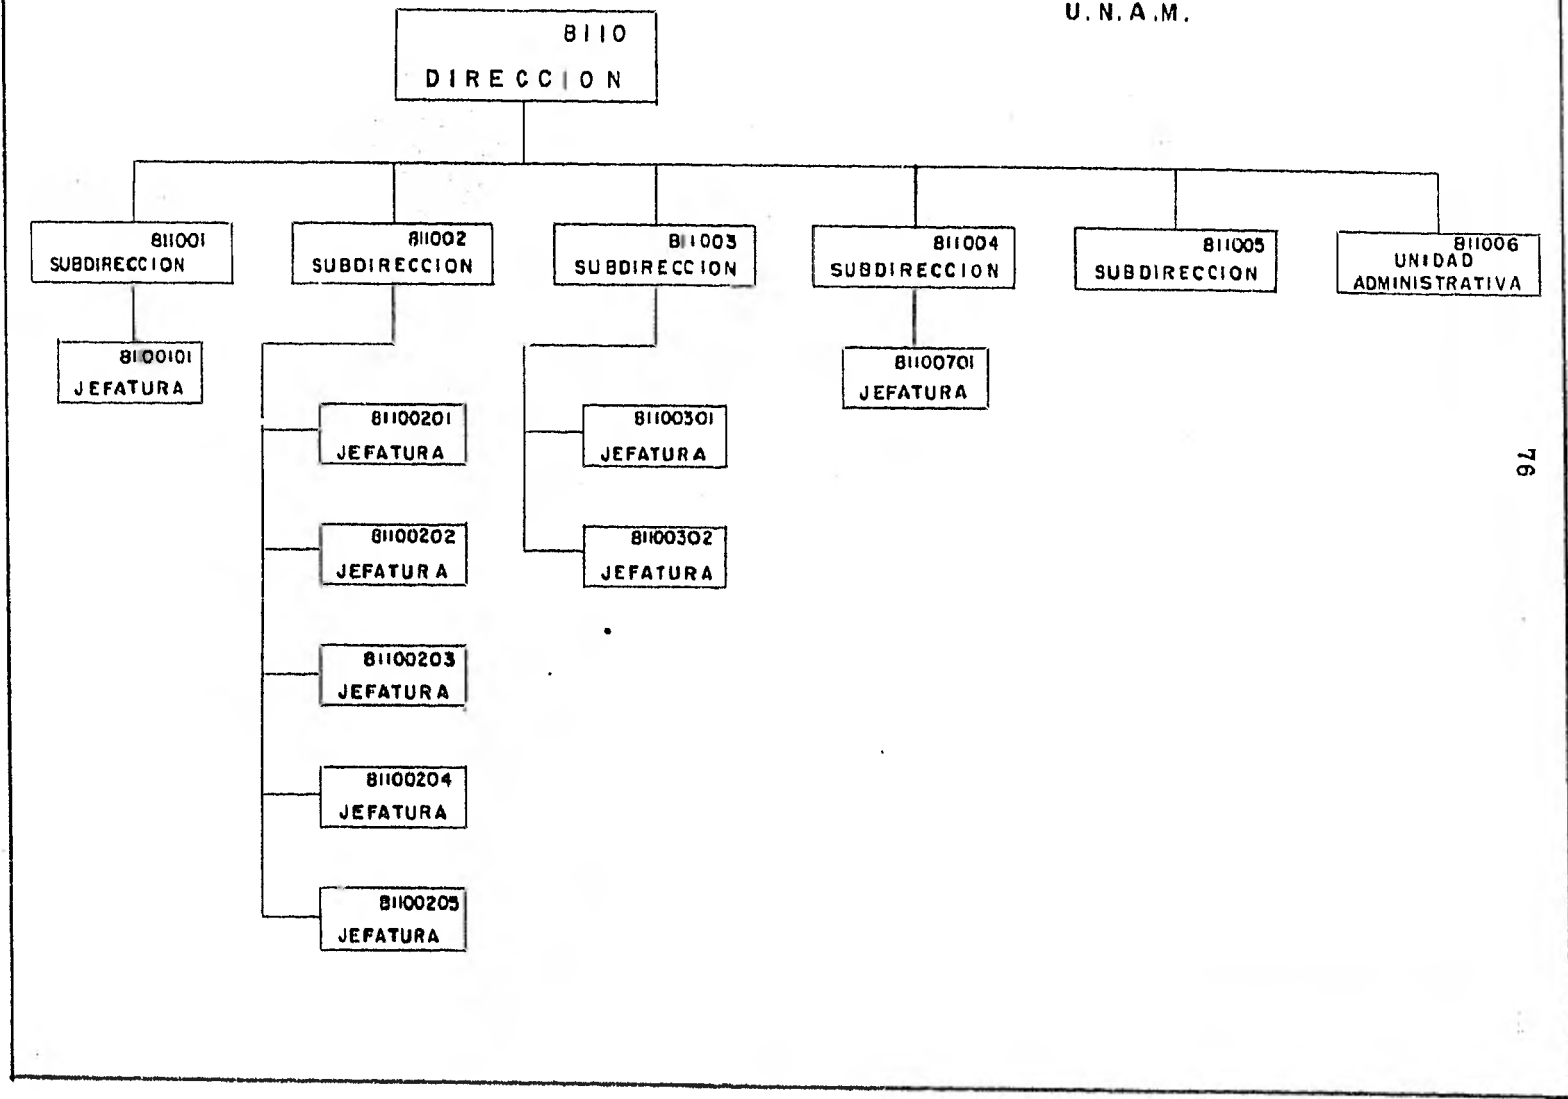 U.N.A.M.
8110
DIRECCION
811001
SUBDIRECCION
811002
SUBDIRECCION
811003
SUBDIRECCION
811004
SUBDIRECCION
811005
SUBDIRECCION
811006
UNIDAD
ADMINISTRATIVA
81100101
JEFATURA
81100201
JEFATURA
81100202
JEFATURA
81100203
JEFATURA
81100204
JEFATURA
81100205
JEFATURA
81100301
JEFATURA
81100302
JEFATURA
81100701
JEFATURA
76